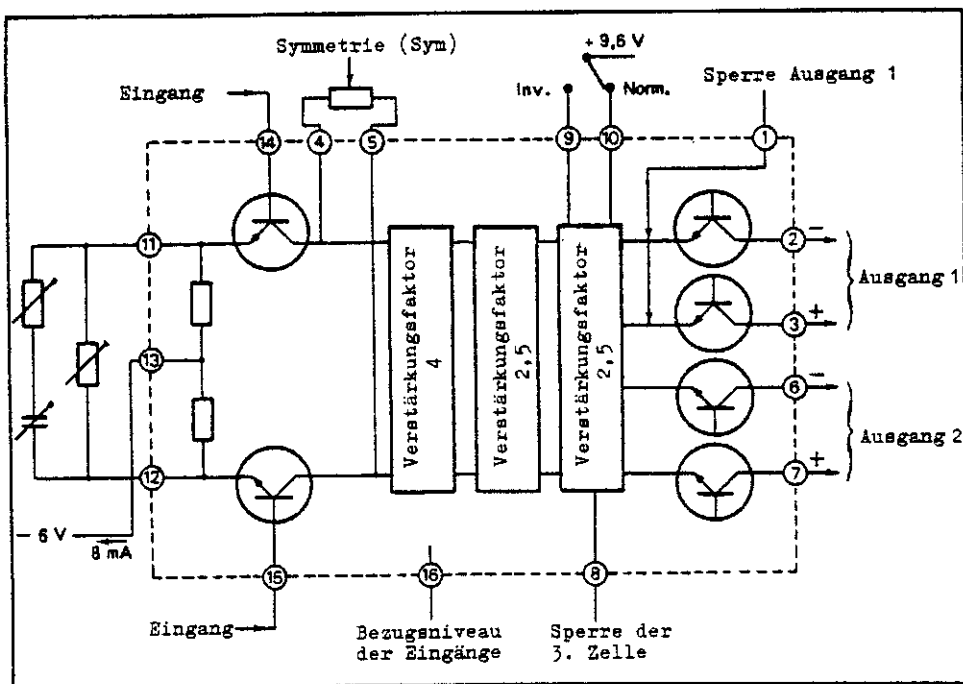 Symmetrie (Sym)
+ 9,6 V
Sperre Ausgang 1
Eingang
Inv.
Norm.
14
4
5
9
10
1
11
2
−
Ausgang 1
3
+
13
6
−
Ausgang 2
7
+
12
Verstärkungsfaktor
4
Verstärkungsfaktor
2,5
Verstärkungsfaktor
2,5
− 6 V
8 mA
15
16
8
Eingang
Bezugsniveau
der Eingänge
Sperre der
3. Zelle